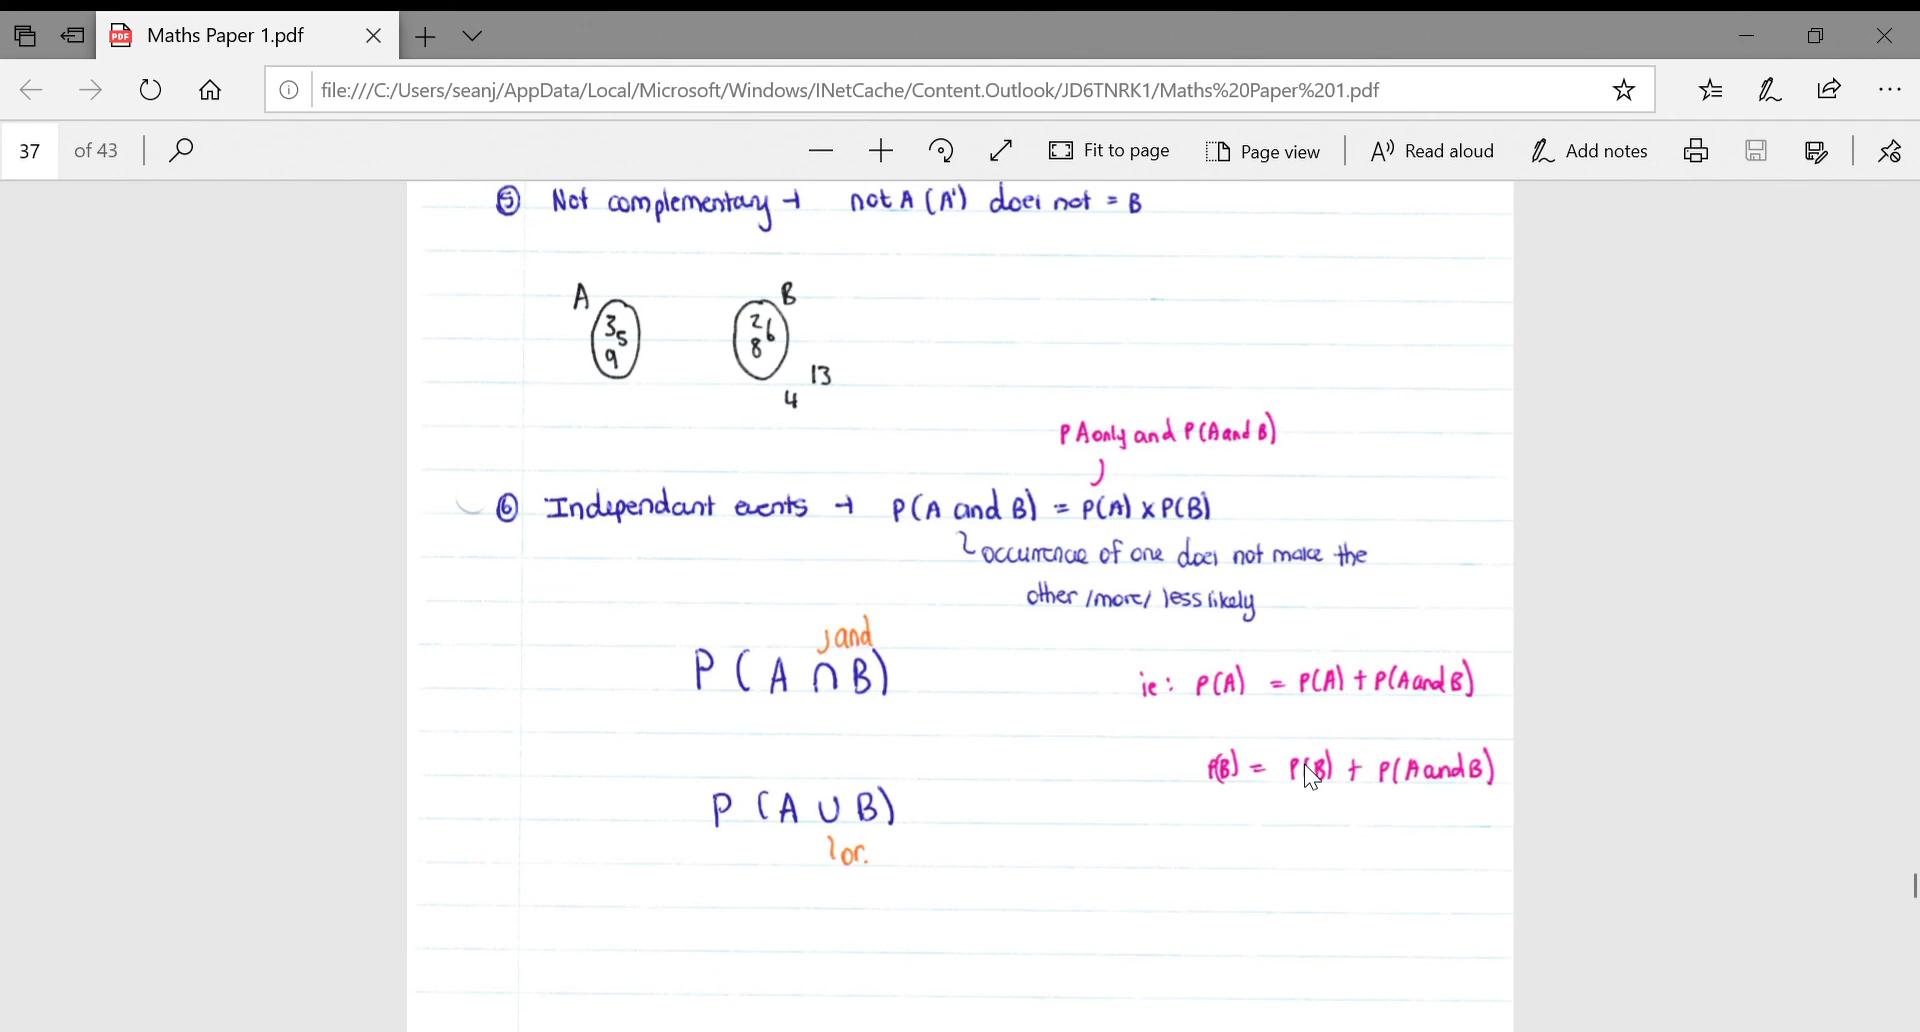 Maths Paper 1.pdf
file:///C:/Users/seanj/AppData/Local/Microsoft/Windows/INetCache/Content.Outlook/JD6TNRK1/Maths%20Paper%201.pdf
37 of 43 Fit to page Page view Read aloud Add notes
⑤ Not complementary → not A (A') does not = B
A B
3 5 9
2 6 8
13
4
P A only and P(A and B)
⑥ Independant events → P(A and B) = P(A) x P(B)
occurrence of one does not make the
other /more/ less likely
and
P (A ∩ B)
ie: P(A) = P(A) + P(A and B)
P(B) = P(B) + P(A and B)
P (A ∪ B)
or.